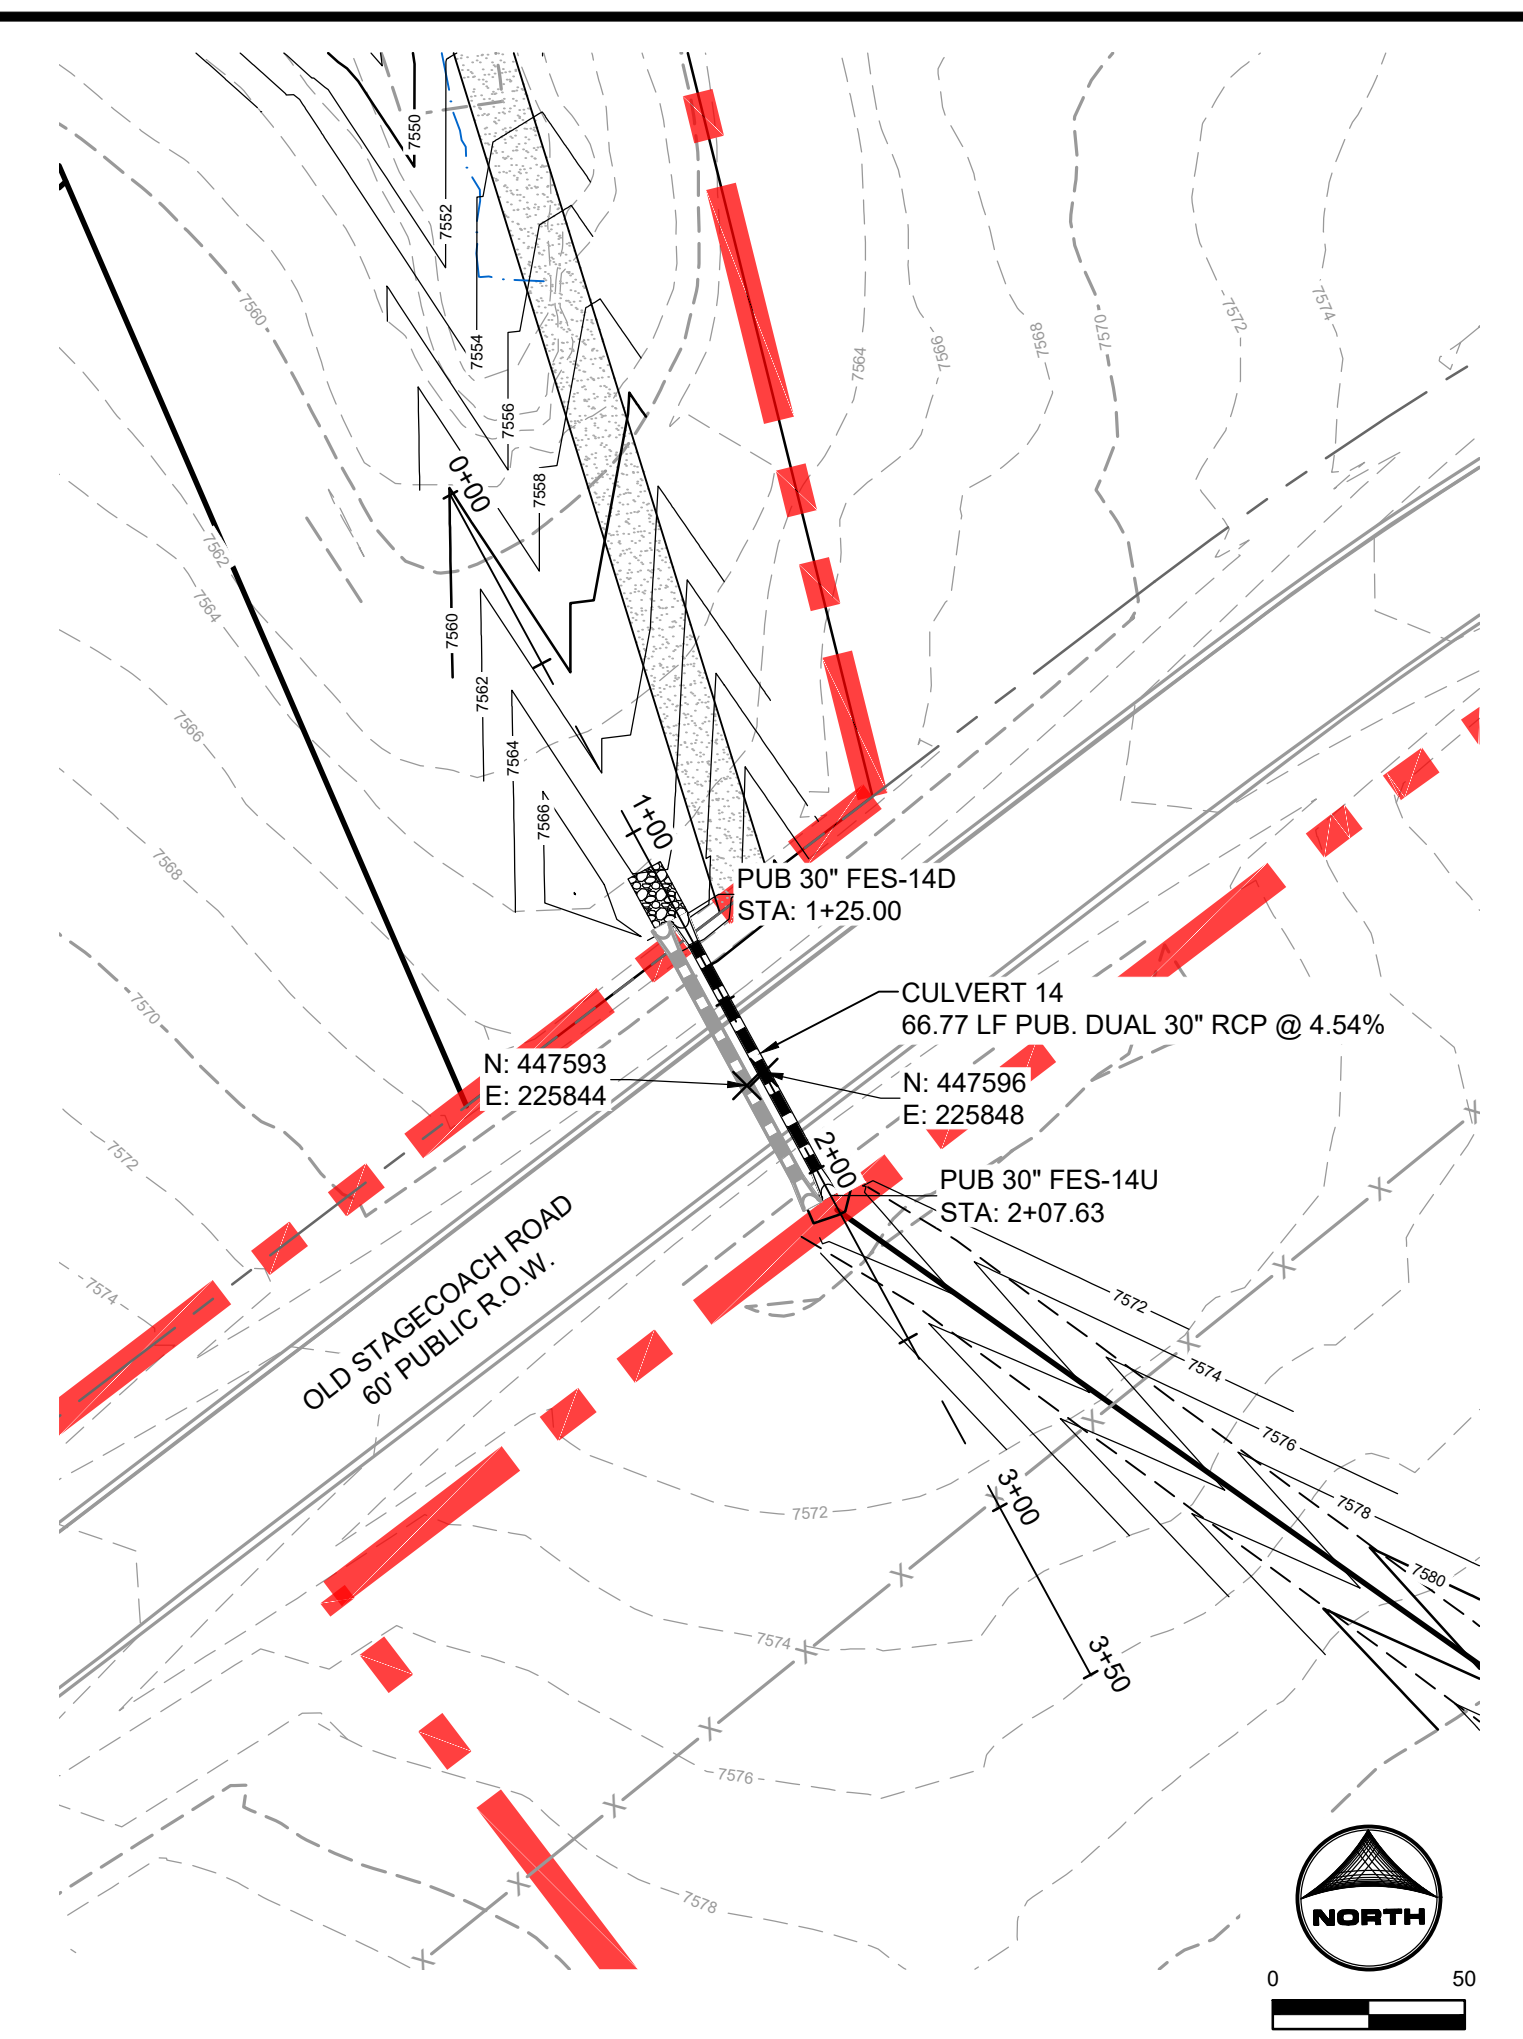 7550
7552
7554
7556
7558
7560
7562
7564
7566
7560
7562
7564
7566
7568
7570
7572
7574
7564
7566
7568
7570
7572
7574
0+00
1+00
PUB 30" FES-14D
STA: 1+25.00
CULVERT 14
66.77 LF PUB. DUAL 30" RCP @ 4.54%
N: 447593
E: 225844
N: 447596
E: 225848
2+00
PUB 30" FES-14U
STA: 2+07.63
OLD STAGECOACH ROAD
60' PUBLIC R.O.W.
7572
7574
7576
7578
7580
3+00
3+50
7572
7574
7576
7578
NORTH
0 50